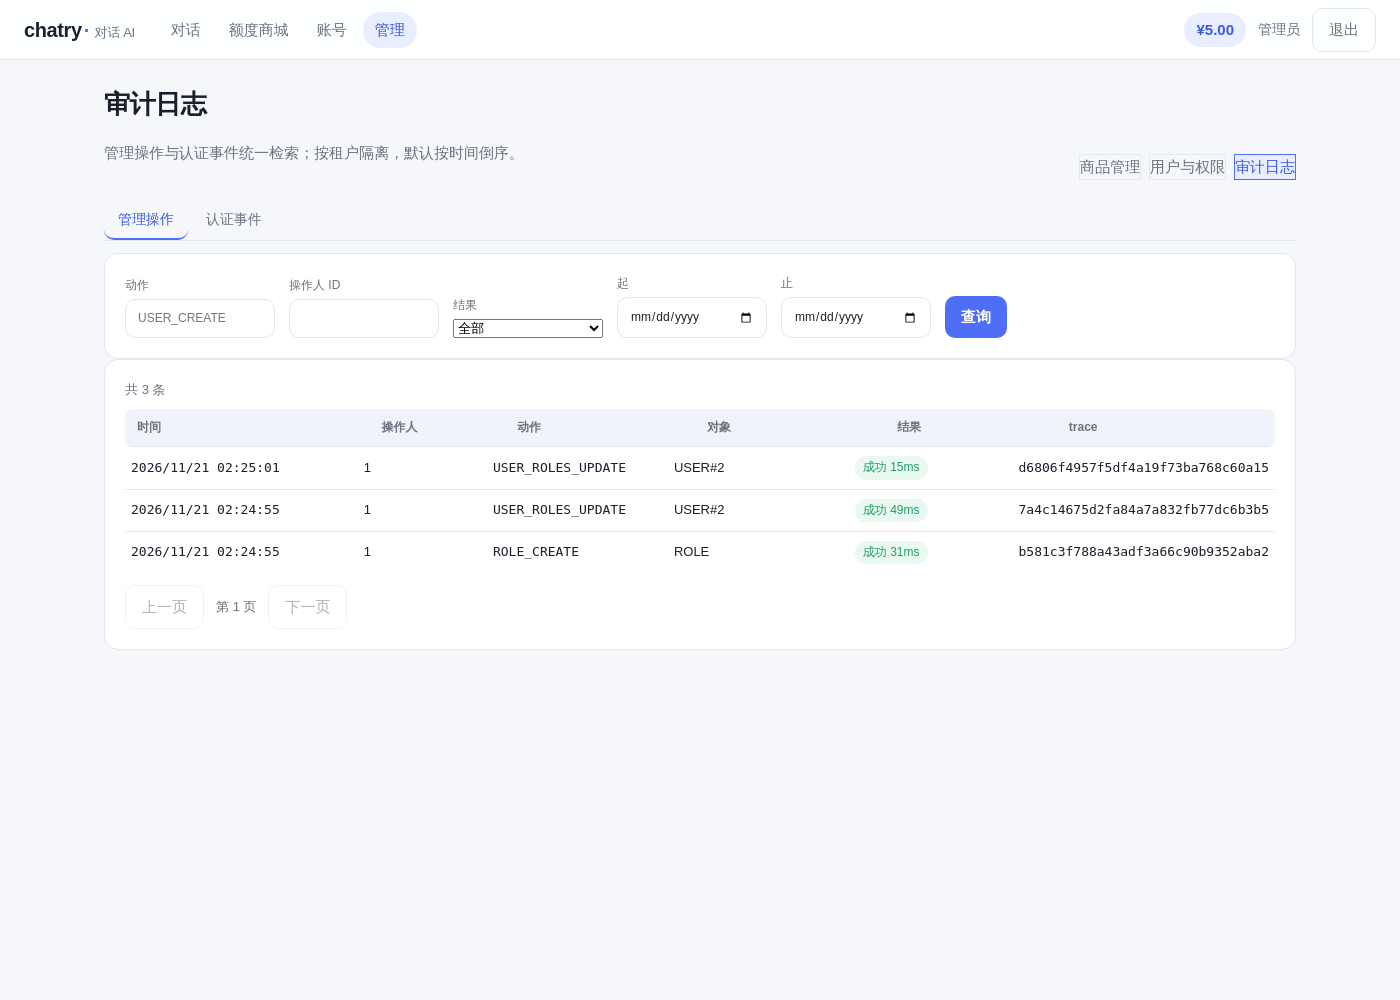 chatry· 对话 AI 对话 额度商城 账号 管理 ¥5.00 管理员 退出
审计日志
管理操作与认证事件统一检索；按租户隔离，默认按时间倒序。
商品管理 用户与权限 审计日志
管理操作 认证事件
动作 操作人 ID 结果 起 止
USER_CREATE 全部 mm/dd/yyyy mm/dd/yyyy 查询
共 3 条
时间 操作人 动作 对象 结果 trace
2026/11/21 02:25:01 1 USER_ROLES_UPDATE USER#2 成功 15ms d6806f4957f5df4a19f73ba768c60a15
2026/11/21 02:24:55 1 USER_ROLES_UPDATE USER#2 成功 49ms 7a4c14675d2fa84a7a832fb77dc6b3b5
2026/11/21 02:24:55 1 ROLE_CREATE ROLE 成功 31ms b581c3f788a43adf3a66c90b9352aba2
上一页 第 1 页 下一页